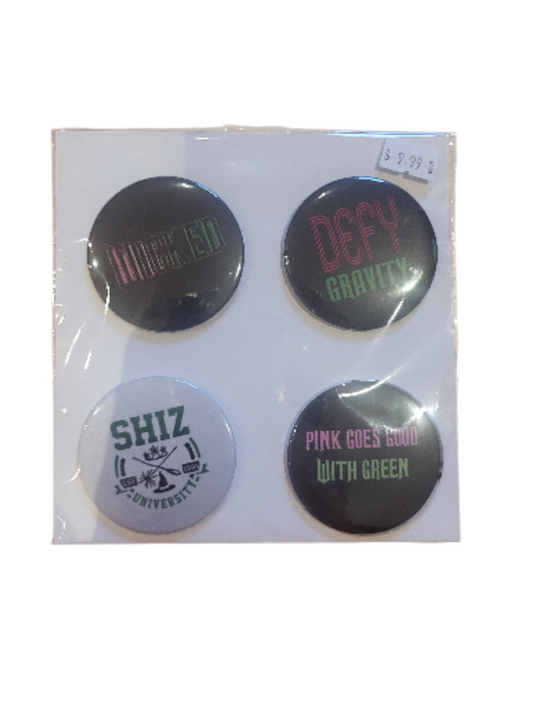 $ 9.99
WICKED
DEFY
GRAVITY
SHIZ
UNIVERSITY
PINK GOES GOOD
WITH GREEN